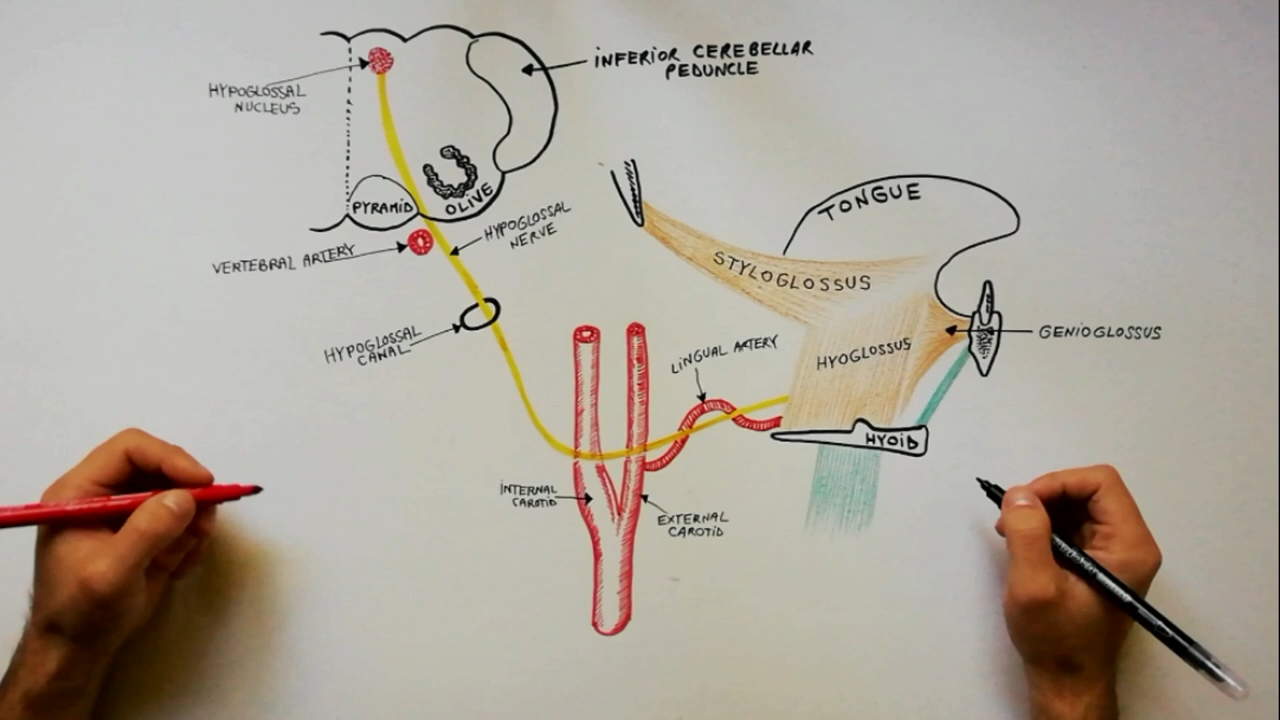 INFERIOR CEREBELLAR
PEDUNCLE
HYPOGLOSSAL
NUCLEUS
PYRAMID
OLIVE
TONGUE
HYPOGLOSSAL
NERVE
VERTEBRAL ARTERY
STYLOGLOSSUS
HYPOGLOSSAL
CANAL
LINGUAL ARTERY
HYOGLOSSUS
GENIOGLOSSUS
HYOID
INTERNAL
CAROTID
EXTERNAL
CAROTID